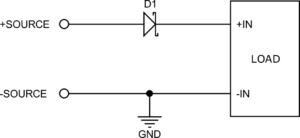 D1
+SOURCE
+IN
LOAD
-SOURCE
-IN
GND